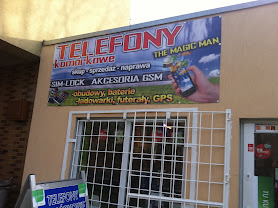 TELEFONY
komórkowe
THE MAGIC MAN
skup - sprzedaż - naprawa
SIM-LOCK AKCESORIA GSM
-obudowy, baterie
-ładowarki, futerały, GPS
TELEFONY